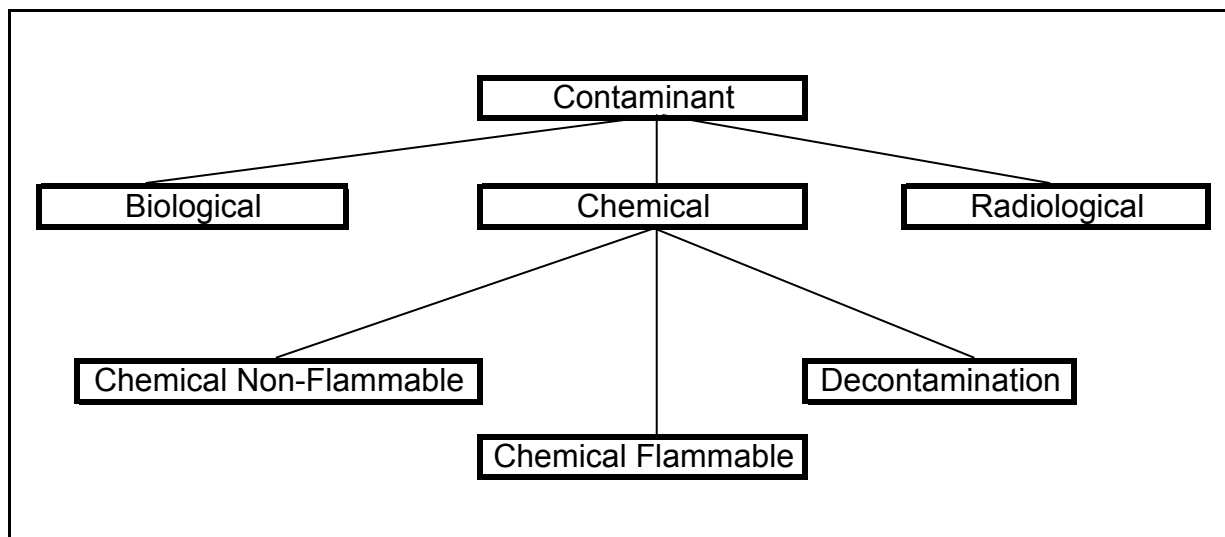 Contaminant
Biological
Chemical
Radiological
Chemical Non-Flammable
Decontamination
Chemical Flammable